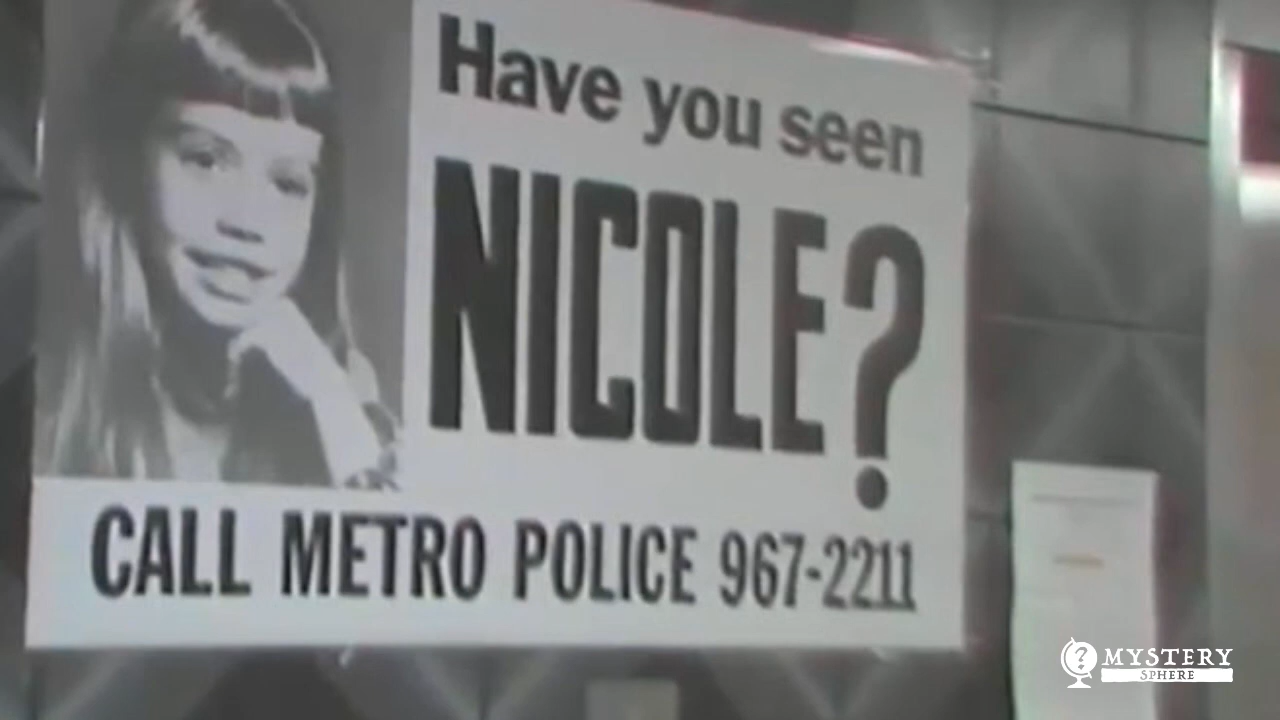 Have you seen
NICOLE?
CALL METRO POLICE 967-2211
MYSTERY
SPHERE